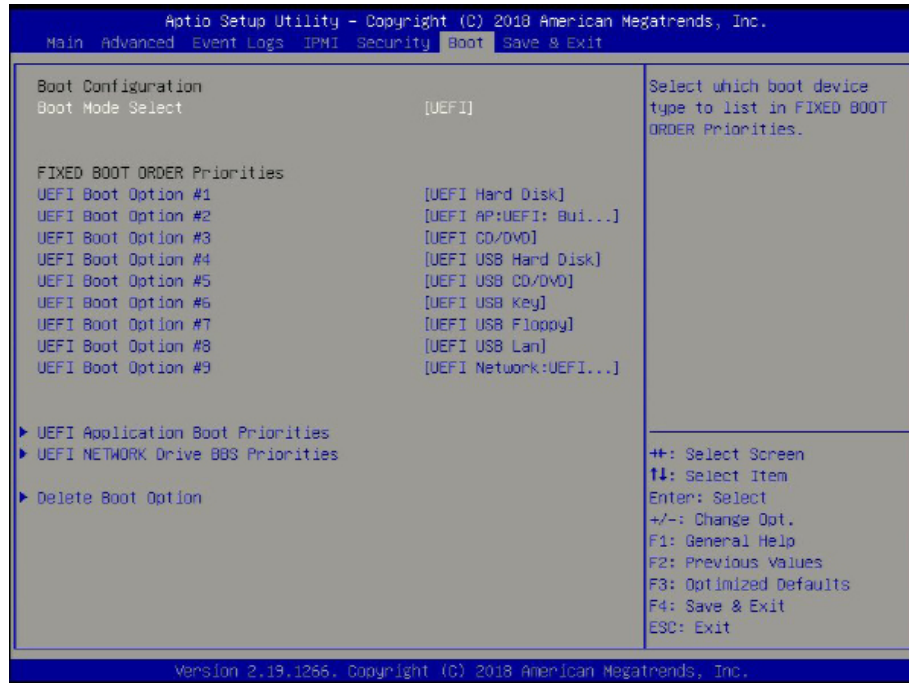 Aptio Setup Utility – Copyright (C) 2018 American Megatrends, Inc.
Main Advanced Event Logs IPMI Security Boot Save & Exit
Boot Configuration
Boot Mode Select [UEFI]
FIXED BOOT ORDER Priorities
UEFI Boot Option #1 [UEFI Hard Disk]
UEFI Boot Option #2 [UEFI AP:UEFI: Bui...]
UEFI Boot Option #3 [UEFI CD/DVD]
UEFI Boot Option #4 [UEFI USB Hard Disk]
UEFI Boot Option #5 [UEFI USB CD/DVD]
UEFI Boot Option #6 [UEFI USB Key]
UEFI Boot Option #7 [UEFI USB Floppy]
UEFI Boot Option #8 [UEFI USB Lan]
UEFI Boot Option #9 [UEFI Network:UEFI...]
UEFI Application Boot Priorities
UEFI NETWORK Drive BBS Priorities
Delete Boot Option
Select which boot device
type to list in FIXED BOOT
ORDER Priorities.
→←: Select Screen
↑↓: Select Item
Enter: Select
+/-: Change Opt.
F1: General Help
F2: Previous Values
F3: Optimized Defaults
F4: Save & Exit
ESC: Exit
Version 2.19.1266. Copyright (C) 2018 American Megatrends, Inc.